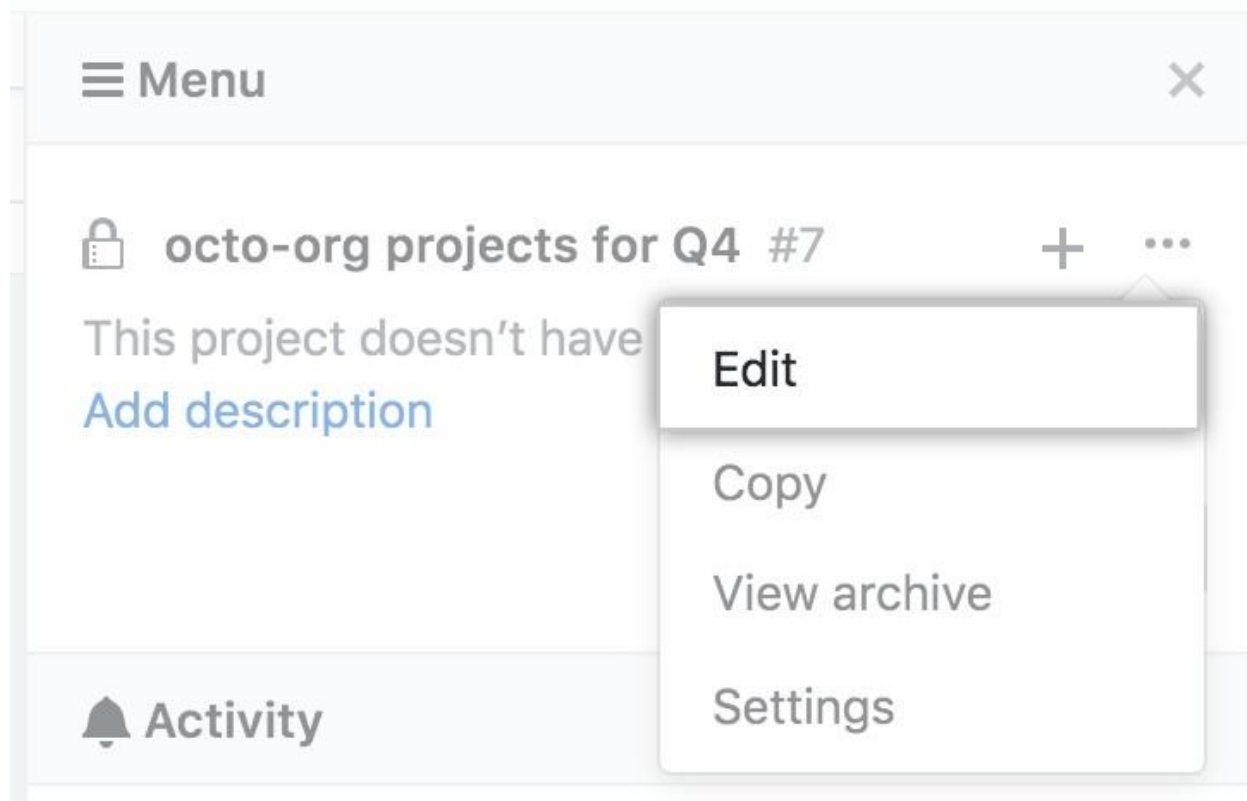 Menu
octo-org projects for Q4 #7
This project doesn’t have
Add description
Edit
Copy
View archive
Settings
Activity